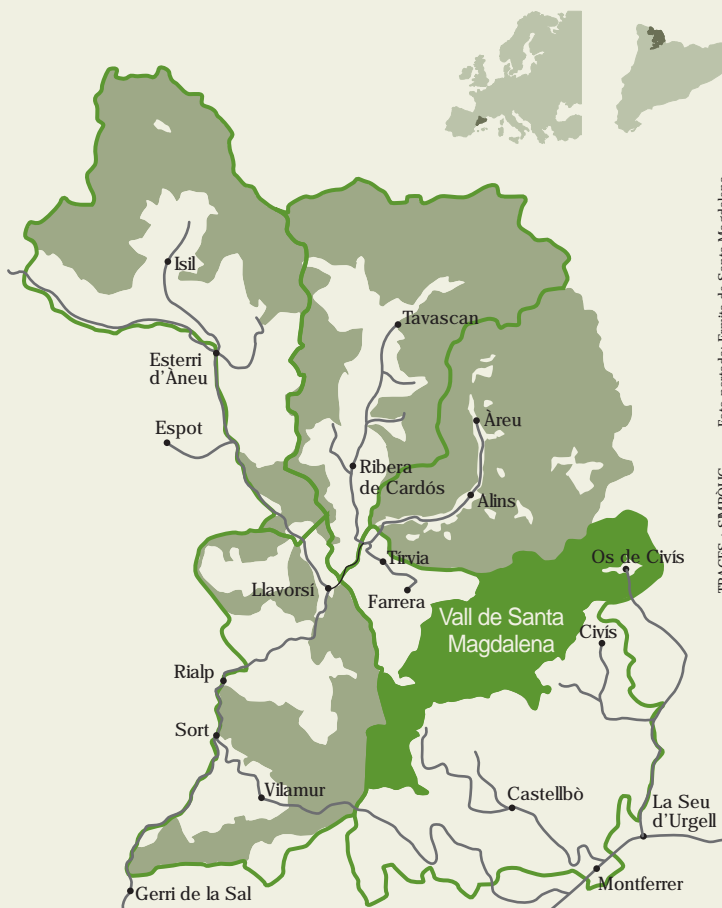 Isil
Tavascan
Esterri
d'Àneu
Àreu
Espot
Ribera
de Cardós
Alins
Os de Civís
Tírvia
Llavorsí
Farrera
Vall de Santa
Magdalena
Civís
Rialp
Sort
Vilamur
Castellbò
La Seu
d'Urgell
Montferrer
Gerri de la Sal